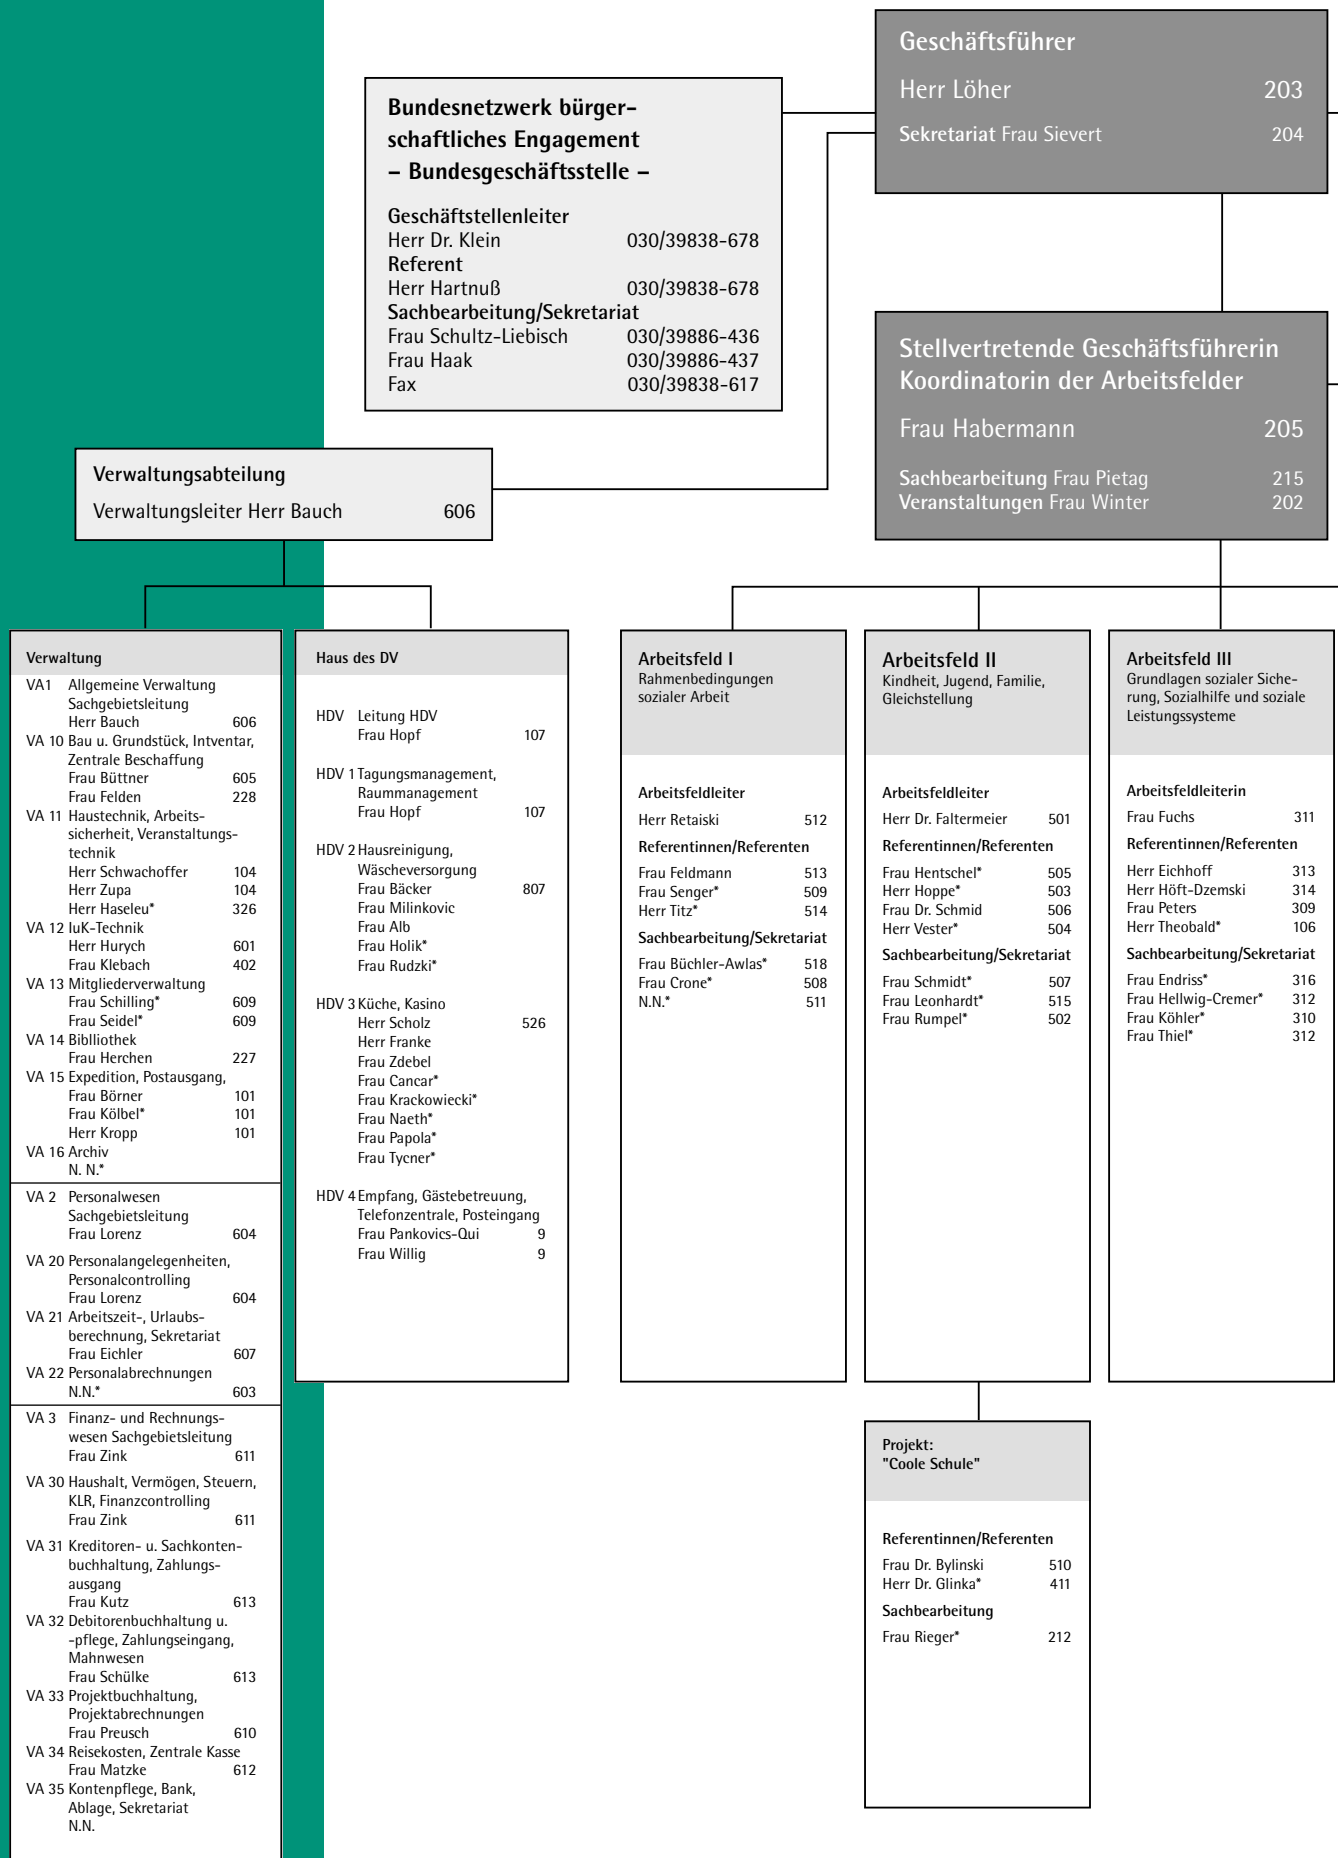 Geschäftsführer
Herr Löher 203
Sekretariat Frau Sievert 204
Bundesnetzwerk bürger-
schaftliches Engagement
– Bundesgeschäftsstelle –
Geschäftstellenleiter
Herr Dr. Klein 030/39838-678
Referent
Herr Hartnuß 030/39838-678
Sachbearbeitung/Sekretariat
Frau Schultz-Liebisch 030/39886-436
Frau Haak 030/39886-437
Fax 030/39838-617
Stellvertretende Geschäftsführerin
Koordinatorin der Arbeitsfelder
Frau Habermann 205
Sachbearbeitung Frau Pietag 215
Veranstaltungen Frau Winter 202
Verwaltungsabteilung
Verwaltungsleiter Herr Bauch 606
Verwaltung
VA1 Allgemeine Verwaltung
Sachgebietsleitung
Herr Bauch 606
VA 10 Bau u. Grundstück, Intventar,
Zentrale Beschaffung
Frau Büttner 605
Frau Felden 228
VA 11 Haustechnik, Arbeits-
sicherheit, Veranstaltungs-
technik
Herr Schwachoffer 104
Herr Zupa 104
Herr Haseleu* 326
VA 12 IuK-Technik
Herr Hurych 601
Frau Klebach 402
VA 13 Mitgliederverwaltung
Frau Schilling* 609
Frau Seidel* 609
VA 14 Biblliothek
Frau Herchen 227
VA 15 Expedition, Postausgang,
Frau Börner 101
Frau Kölbel* 101
Herr Kropp 101
VA 16 Archiv
N. N.*
VA 2 Personalwesen
Sachgebietsleitung
Frau Lorenz 604
VA 20 Personalangelegenheiten,
Personalcontrolling
Frau Lorenz 604
VA 21 Arbeitszeit-, Urlaubs-
berechnung, Sekretariat
Frau Eichler 607
VA 22 Personalabrechnungen
N.N.* 603
VA 3 Finanz- und Rechnungs-
wesen Sachgebietsleitung
Frau Zink 611
VA 30 Haushalt, Vermögen, Steuern,
KLR, Finanzcontrolling
Frau Zink 611
VA 31 Kreditoren- u. Sachkonten-
buchhaltung, Zahlungs-
ausgang
Frau Kutz 613
VA 32 Debitorenbuchhaltung u.
-pflege, Zahlungseingang,
Mahnwesen
Frau Schülke 613
VA 33 Projektbuchhaltung,
Projektabrechnungen
Frau Preusch 610
VA 34 Reisekosten, Zentrale Kasse
Frau Matzke 612
VA 35 Kontenpflege, Bank,
Ablage, Sekretariat
N.N.
Haus des DV
HDV Leitung HDV
Frau Hopf 107
HDV 1 Tagungsmanagement,
Raummanagement
Frau Hopf 107
HDV 2 Hausreinigung,
Wäscheversorgung
Frau Bäcker 807
Frau Milinkovic
Frau Alb
Frau Holik*
Frau Rudzki*
HDV 3 Küche, Kasino
Herr Scholz 526
Herr Franke
Frau Zdebel
Frau Cancar*
Frau Krackowiecki*
Frau Naeth*
Frau Papola*
Frau Tycner*
HDV 4 Empfang, Gästebetreuung,
Telefonzentrale, Posteingang
Frau Pankovics-Qui 9
Frau Willig 9
Arbeitsfeld I
Rahmenbedingungen
sozialer Arbeit
Arbeitsfeldleiter
Herr Retaiski 512
Referentinnen/Referenten
Frau Feldmann 513
Frau Senger* 509
Herr Titz* 514
Sachbearbeitung/Sekretariat
Frau Büchler-Awlas* 518
Frau Crone* 508
N.N.* 511
Arbeitsfeld II
Kindheit, Jugend, Familie,
Gleichstellung
Arbeitsfeldleiter
Herr Dr. Faltermeier 501
Referentinnen/Referenten
Frau Hentschel* 505
Herr Hoppe* 503
Frau Dr. Schmid 506
Herr Vester* 504
Sachbearbeitung/Sekretariat
Frau Schmidt* 507
Frau Leonhardt* 515
Frau Rumpel* 502
Arbeitsfeld III
Grundlagen sozialer Siche-
rung, Sozialhilfe und soziale
Leistungssysteme
Arbeitsfeldleiterin
Frau Fuchs 311
Referentinnen/Referenten
Herr Eichhoff 313
Herr Höft-Dzemski 314
Frau Peters 309
Herr Theobald* 106
Sachbearbeitung/Sekretariat
Frau Endriss* 316
Frau Hellwig-Cremer* 312
Frau Köhler* 310
Frau Thiel* 312
Projekt:
"Coole Schule"
Referentinnen/Referenten
Frau Dr. Bylinski 510
Herr Dr. Glinka* 411
Sachbearbeitung
Frau Rieger* 212